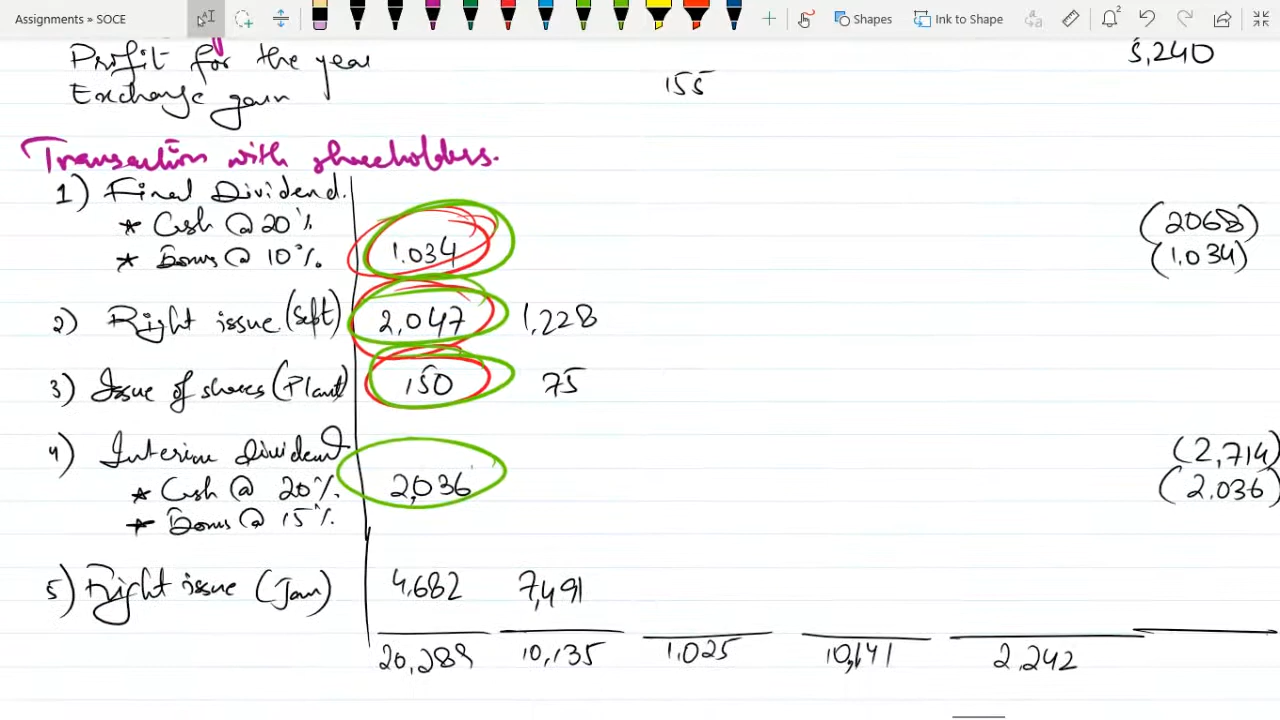 Assignments » SOCE
Shapes Ink to Shape
Profit for the year 3,240
Exchange gain 155
Transaction with shareholders.
1) Final Dividend.
* Cash @ 20% (2068)
* Bonus @ 10% 1.034 (1,034)
2) Right issue (Sept) 2,047 1,228
3) Issue of shares (Plant) 150 75
4) Interim dividend (2,714)
* Cash @ 20% 2,036 (2.036)
* Bonus @ 15%
5) Right issue (Jan) 4,682 7,491
20,289 10,135 1.025 10,141 2,242